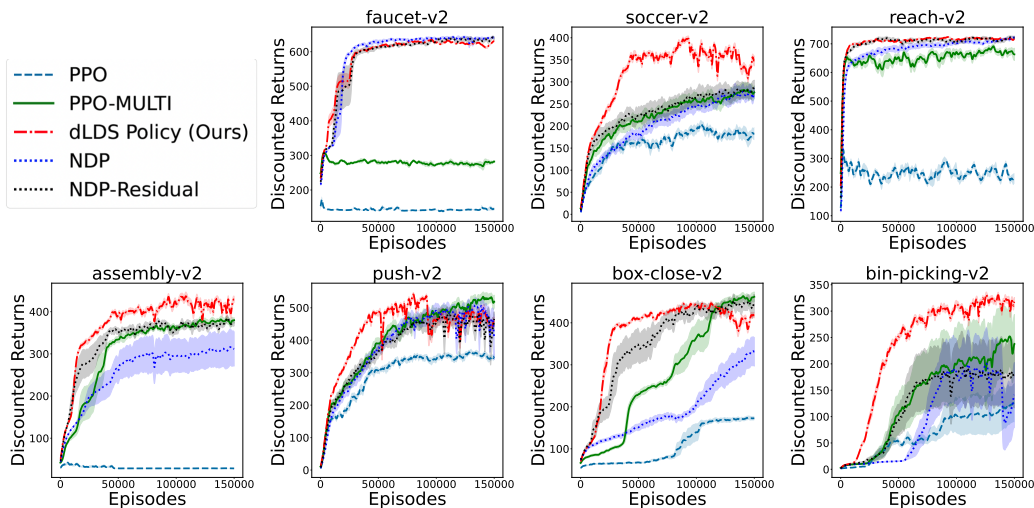 PPO
PPO-MULTI
dLDS Policy (Ours)
NDP
NDP-Residual
faucet-v2
Discounted Returns
600
500
400
300
200
0
50000
100000
150000
Episodes
soccer-v2
Discounted Returns
400
350
300
250
200
150
100
50
0
0
50000
100000
150000
Episodes
reach-v2
Discounted Returns
700
600
500
400
300
200
100
0
50000
100000
150000
Episodes
assembly-v2
Discounted Returns
400
300
200
100
0
50000
100000
150000
Episodes
push-v2
Discounted Returns
500
400
300
200
100
0
0
50000
100000
150000
Episodes
box-close-v2
Discounted Returns
400
300
200
100
0
50000
100000
150000
Episodes
bin-picking-v2
Discounted Returns
350
300
250
200
150
100
50
0
0
50000
100000
150000
Episodes